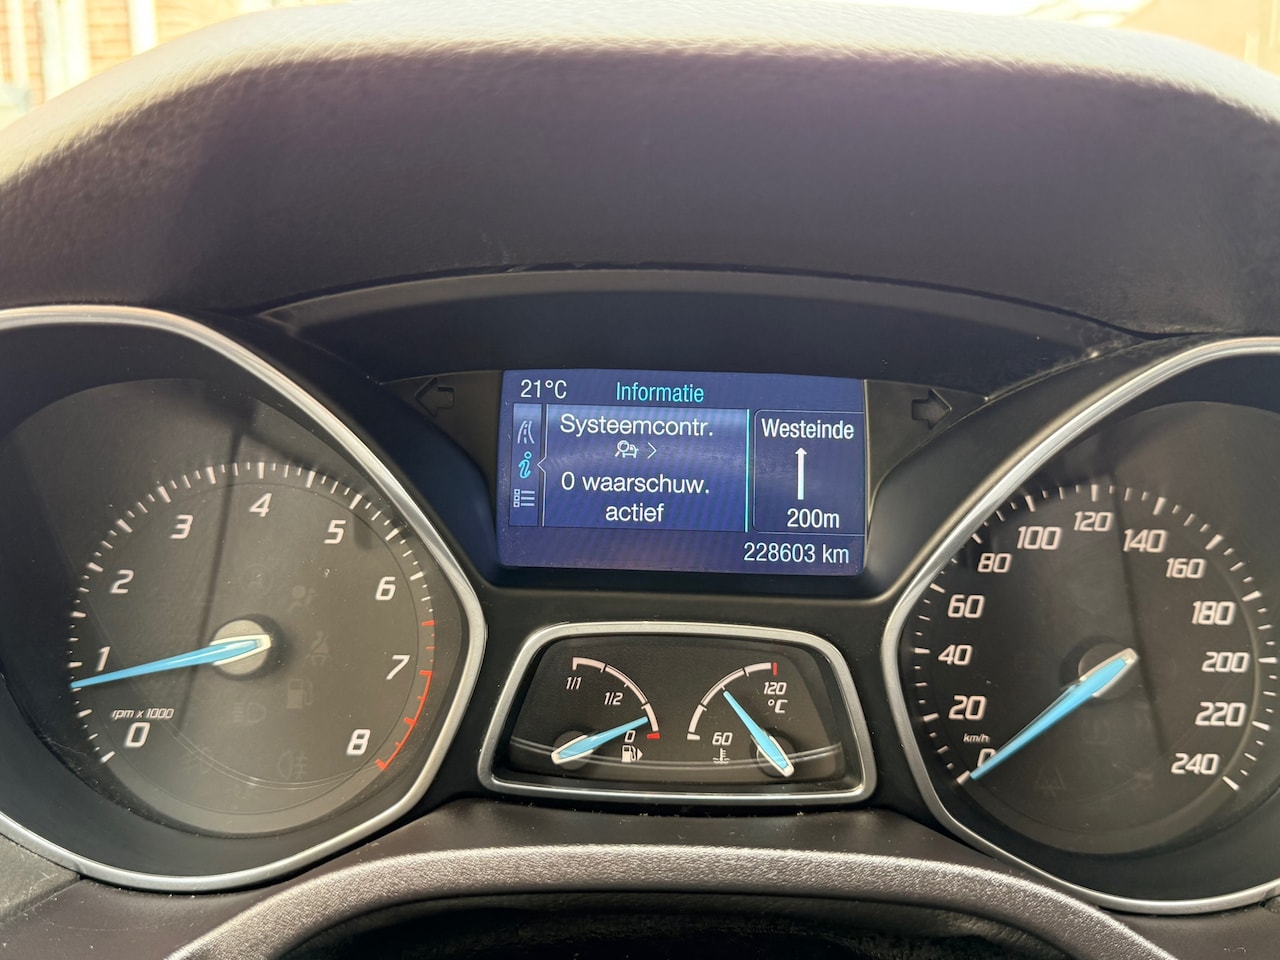 21°C Informatie
Systeemcontr.
0 waarschuw.
actief
Westeinde
200m
228603 km
0
1
2
3
4
5
6
7
8
rpm x 1000
1/1
1/2
0
60
120
°C
0
20
40
60
80
100
120
140
160
180
200
220
240
km/h